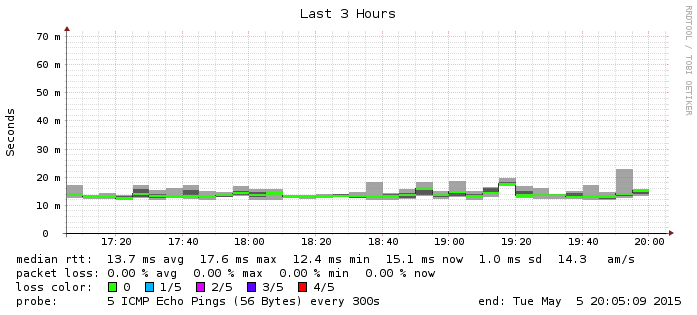 Last 3 Hours
RRDTOOL / TOBI OETIKER
Seconds
70 m
60 m
50 m
40 m
30 m
20 m
10 m
0
17:20 17:40 18:00 18:20 18:40 19:00 19:20 19:40 20:00
median rtt: 13.7 ms avg 17.6 ms max 12.4 ms min 15.1 ms now 1.0 ms sd 14.3 am/s
packet loss: 0.00 % avg 0.00 % max 0.00 % min 0.00 % now
loss color: 0 1/5 2/5 3/5 4/5
probe: 5 ICMP Echo Pings (56 Bytes) every 300s end: Tue May 5 20:05:09 2015